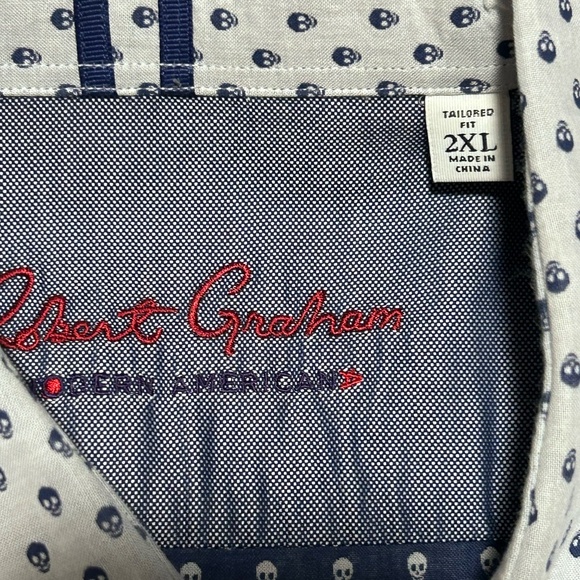 TAILORED
FIT
2XL
MADE IN
CHINA
Robert Graham
MODERN AMERICAN